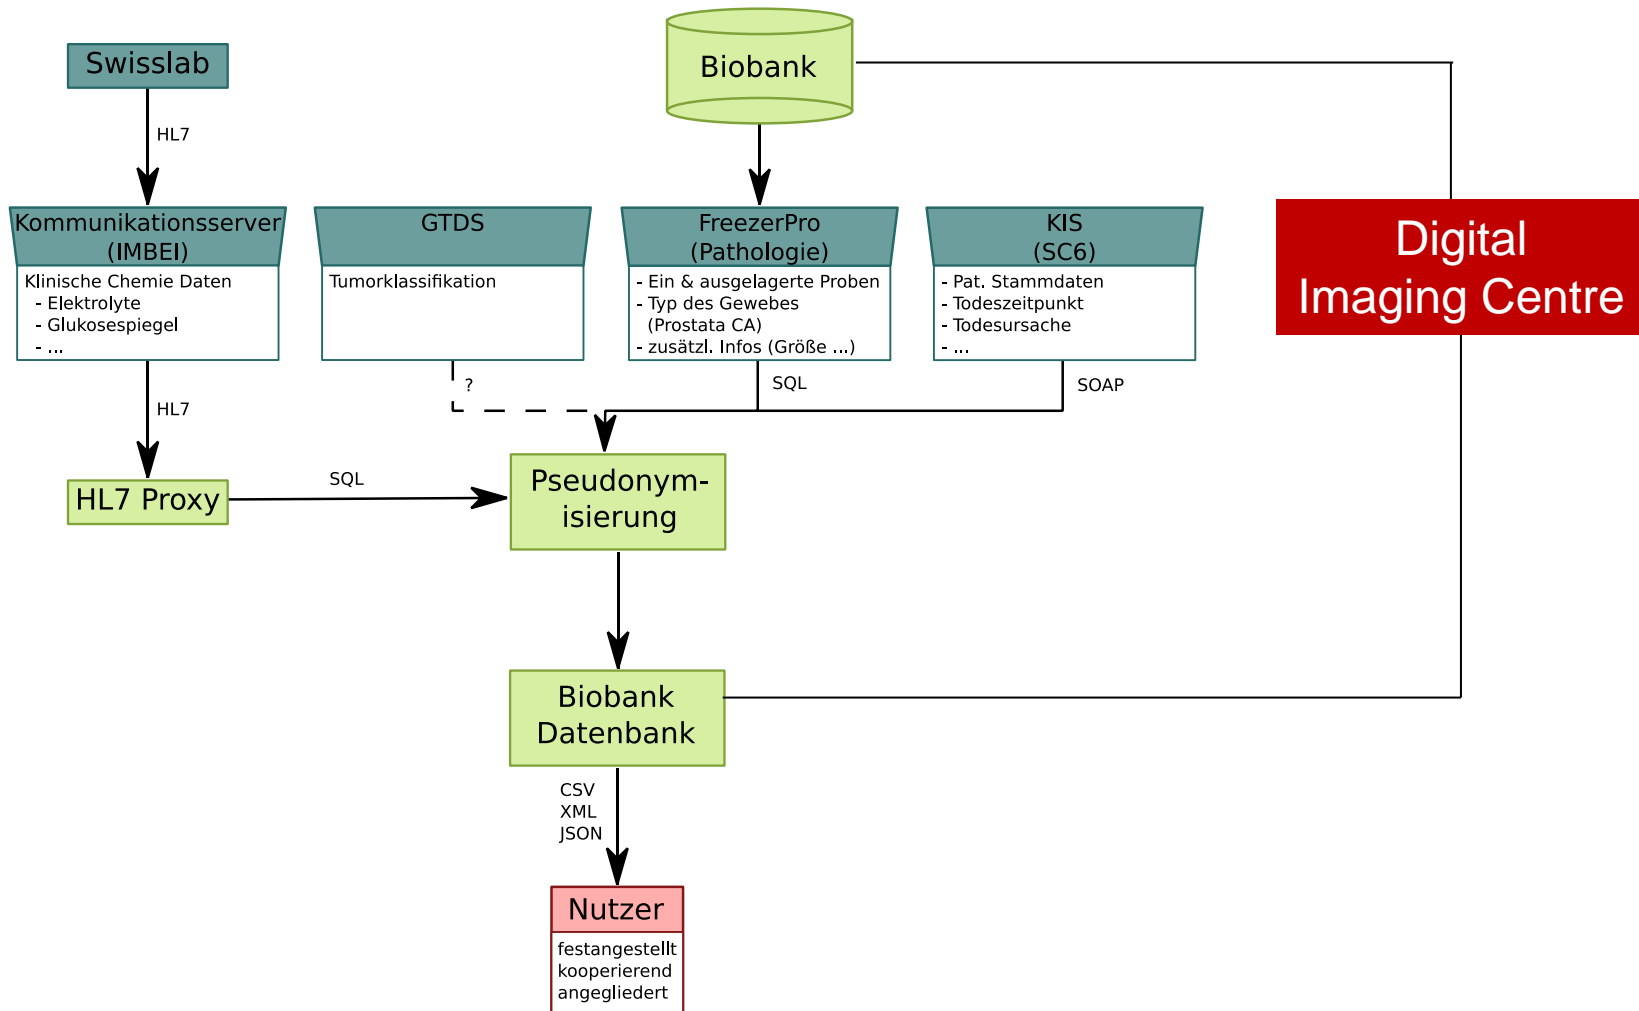 Swisslab
Biobank
HL7
Kommunikationsserver
(IMBEI)
Klinische Chemie Daten
- Elektrolyte
- Glukosespiegel
- ...
GTDS
Tumorklassifikation
FreezerPro
(Pathologie)
- Ein & ausgelagerte Proben
- Typ des Gewebes
(Prostata CA)
- zusätzl. Infos (Größe ...)
KIS
(SC6)
- Pat. Stammdaten
- Todeszeitpunkt
- Todesursache
- ...
Digital
Imaging Centre
HL7
?
SQL
SOAP
HL7 Proxy
SQL
Pseudonym-
isierung
Biobank
Datenbank
CSV
XML
JSON
Nutzer
festangestellt
kooperierend
angegliedert